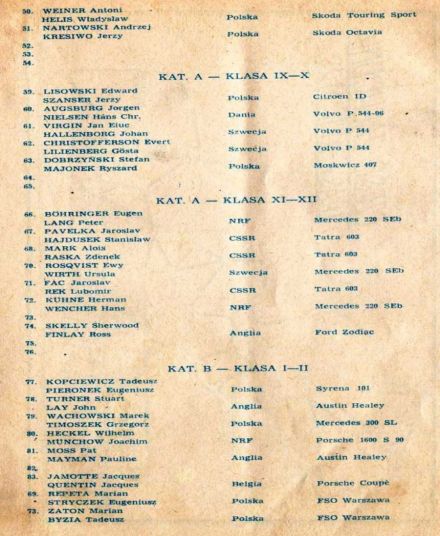 50. WEINER Antoni
HELIS Władysław Polska Skoda Touring Sport
51. NARTOWSKI Andrzej
KRESIWO Jerzy Polska Skoda Octavia
52.
53.
54.
KAT. A — KLASA IX—X
59. LISOWSKI Edward
SZANSER Jerzy Polska Citroen ID
60. AUGSBURG Jorgen
NIELSEN Hans Chr. Dania Volvo P 544-96
61. VIRGIN Jan Eiuc
HALLENBORG Johan Szwecja Volvo P 544
62. CHRISTOFFERSON Evert
LILIENBERG Gösta Szwecja Volvo P 544
63. DOBRZYŃSKI Stefan
MAJONEK Ryszard Polska Moskwicz 407
64.
65.
KAT. A — KLASA XI—XII
66. BÖHRINGER Eugen
LANG Peter NRF Mercedes 220 SEb
67. PAVELKA Jaroslav
HAJDUSEK Stanisław CSSR Tatra 603
68. MARK Alois
RASKA Zdenek CSSR Tatra 603
70. ROSQVIST Ewy
WIRTH Ursula Szwecja Mercedes 220 SEb
71. FAC Jaroslav
REK Lubomir CSSR Tatra 603
72. KÜHNE Herman
WENCHER Hans NRF Mercedes 220 SEb
73.
74. SKELLY Sherwood
FINLAY Ross Anglia Ford Zodiac
75.
76.
KAT. B — KLASA I—II
77. KOPCIEWICZ Tadeusz
PIERONEK Eugeniusz Polska Syrena 101
78. TURNER Stuart
LAY John Anglia Austin Healey
79. WACHOWSKI Marek
TIMOSZEK Grzegorz Polska Mercedes 300 SL
80. HECKEL Wilhelm
MÜNCHOW Joachim NRF Porsche 1600 S 90
81. MOSS Pat
MAYMAN Pauline Anglia Austin Healey
82.
83. JAMOTTE Jacques
QUENTIN Jacques Belgia Porsche Coupè
69. REPETA Marian
STRYCZEK Eugeniusz Polska FSO Warszawa
73. ZATON Marian
BYZIA Tadeusz Polska FSO Warszawa